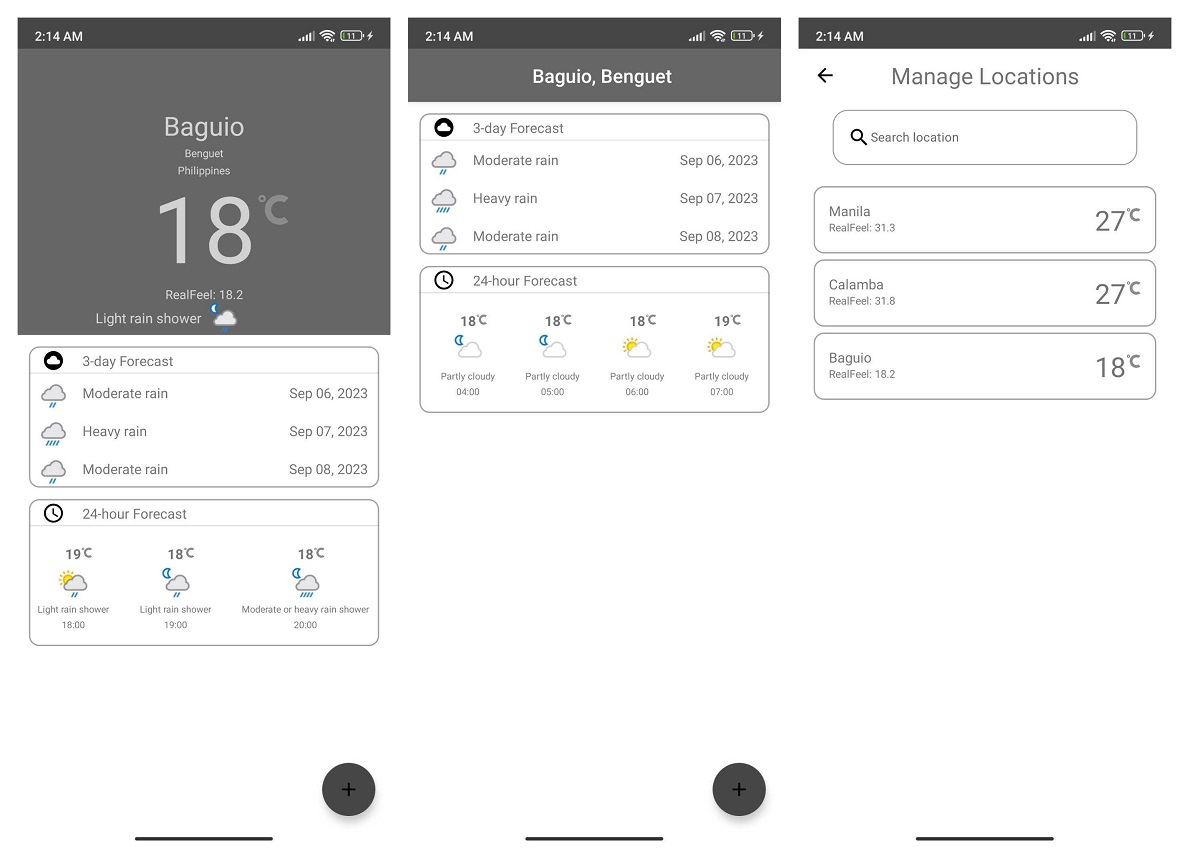 2:14 AM
11
Baguio
Benguet
Philippines
18℃
RealFeel: 18.2
Light rain shower
3-day Forecast
Moderate rain Sep 06, 2023
Heavy rain Sep 07, 2023
Moderate rain Sep 08, 2023
24-hour Forecast
19℃ 18℃ 18℃
Light rain shower Light rain shower Moderate or heavy rain shower
18:00 19:00 20:00
+
2:14 AM
11
Baguio, Benguet
3-day Forecast
Moderate rain Sep 06, 2023
Heavy rain Sep 07, 2023
Moderate rain Sep 08, 2023
24-hour Forecast
18℃ 18℃ 18℃ 19℃
Partly cloudy Partly cloudy Partly cloudy Partly cloudy
04:00 05:00 06:00 07:00
+
2:14 AM
11
Manage Locations
Search location
Manila 27℃
RealFeel: 31.3
Calamba 27℃
RealFeel: 31.8
Baguio 18℃
RealFeel: 18.2